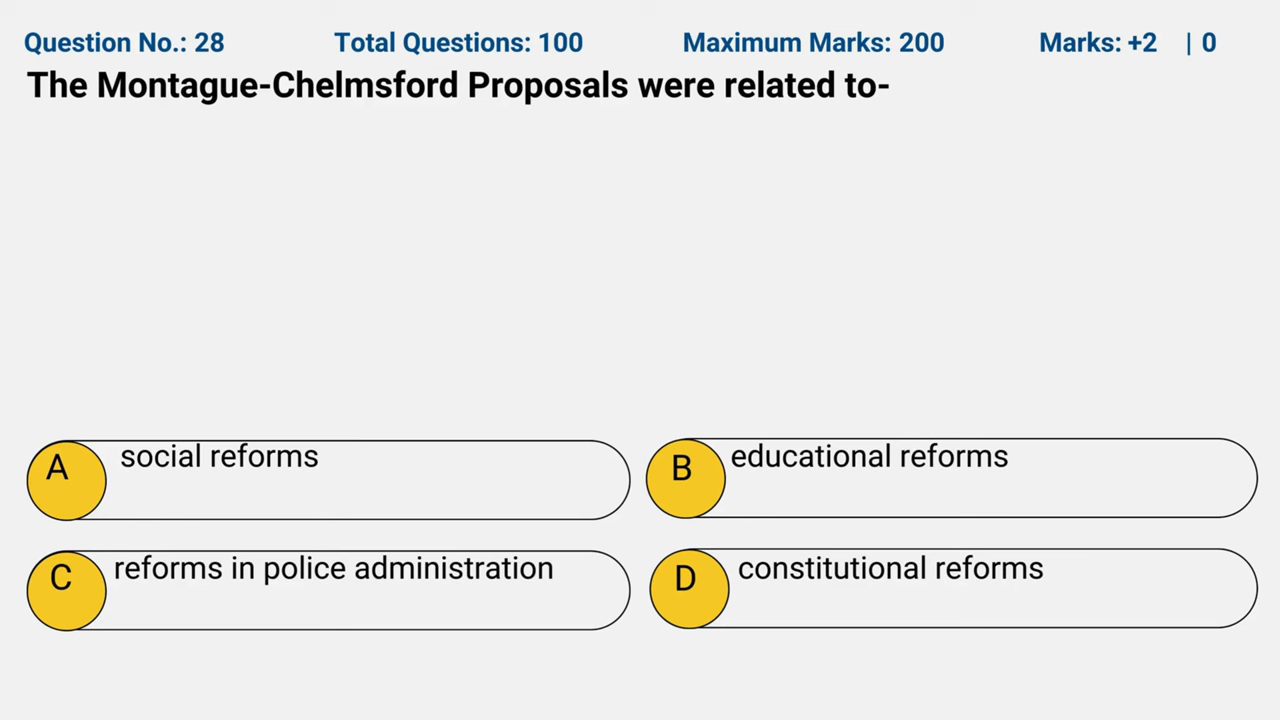 Question No.: 28 Total Questions: 100 Maximum Marks: 200 Marks: +2 | 0
The Montague-Chelmsford Proposals were related to-
A social reforms
B educational reforms
C reforms in police administration
D constitutional reforms